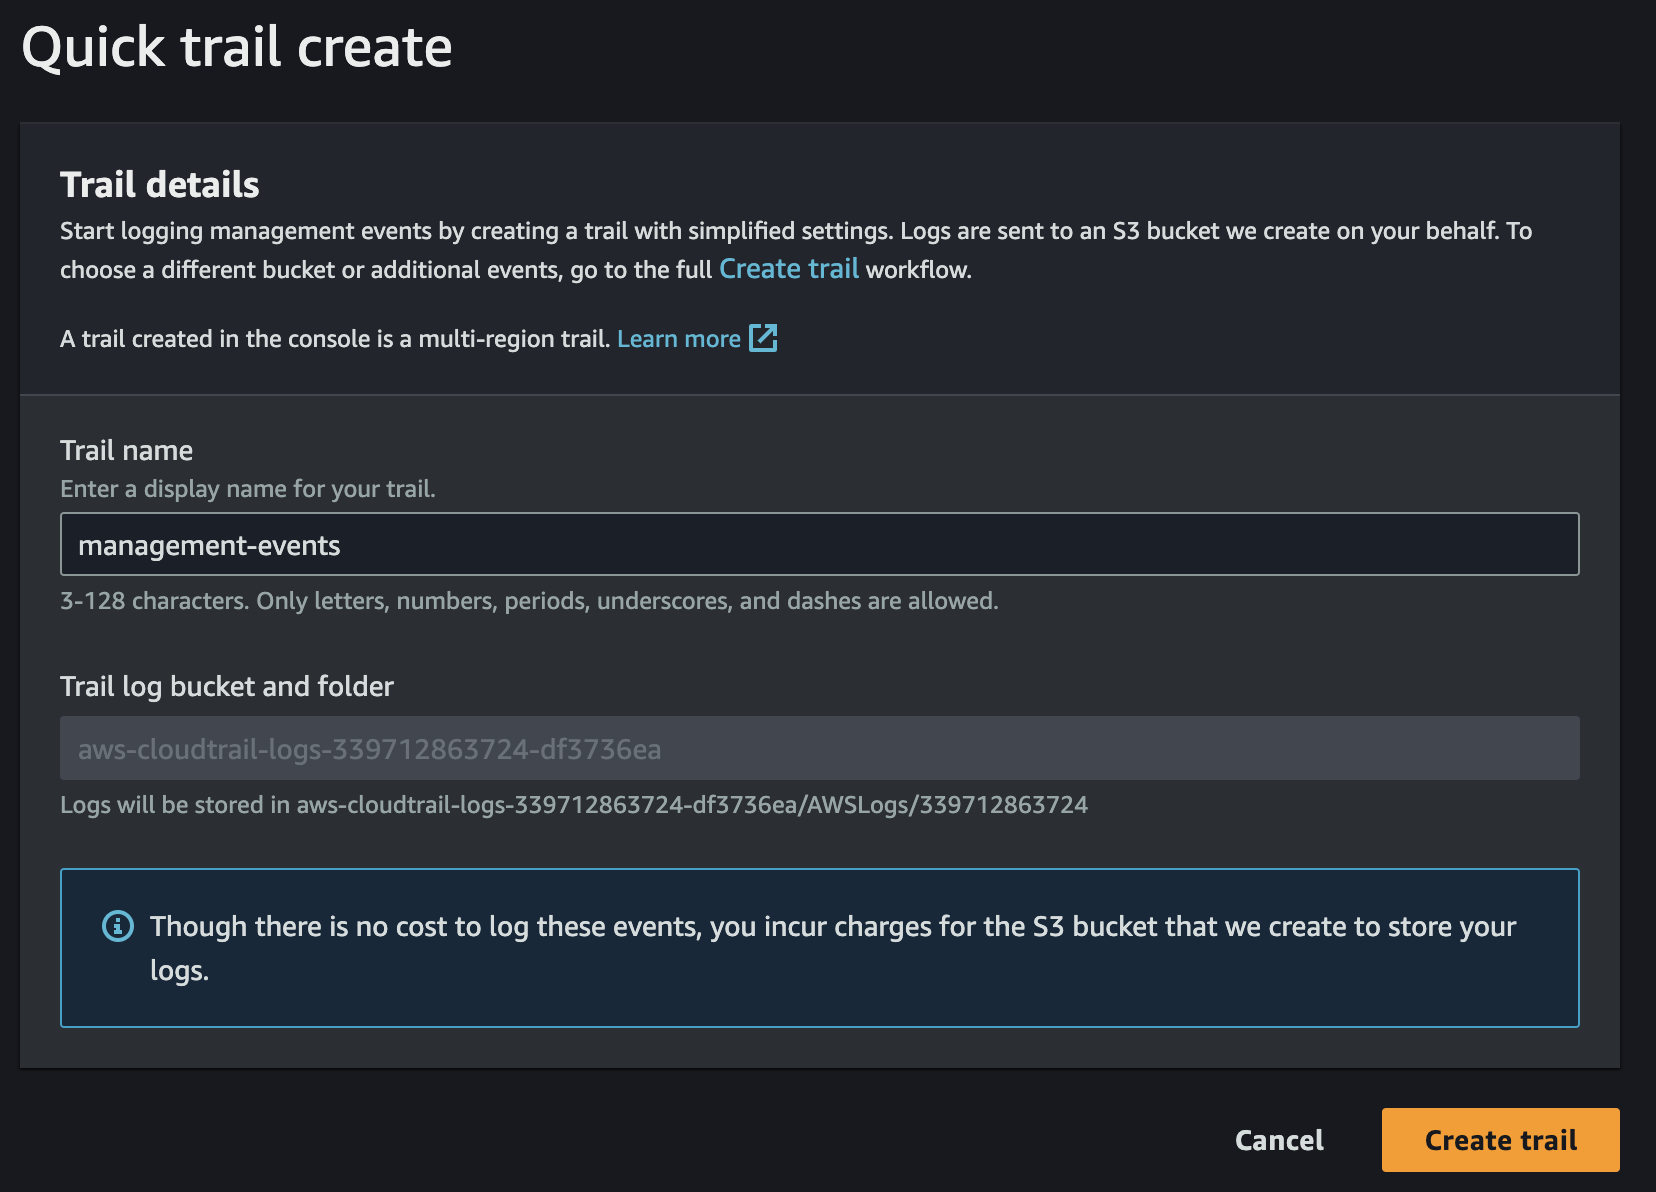 Quick trail create
Trail details
Start logging management events by creating a trail with simplified settings. Logs are sent to an S3 bucket we create on your behalf. To
choose a different bucket or additional events, go to the full Create trail workflow.
A trail created in the console is a multi-region trail. Learn more
Trail name
Enter a display name for your trail.
management-events
3-128 characters. Only letters, numbers, periods, underscores, and dashes are allowed.
Trail log bucket and folder
aws-cloudtrail-logs-339712863724-df3736ea
Logs will be stored in aws-cloudtrail-logs-339712863724-df3736ea/AWSLogs/339712863724
Though there is no cost to log these events, you incur charges for the S3 bucket that we create to store your
logs.
Cancel
Create trail